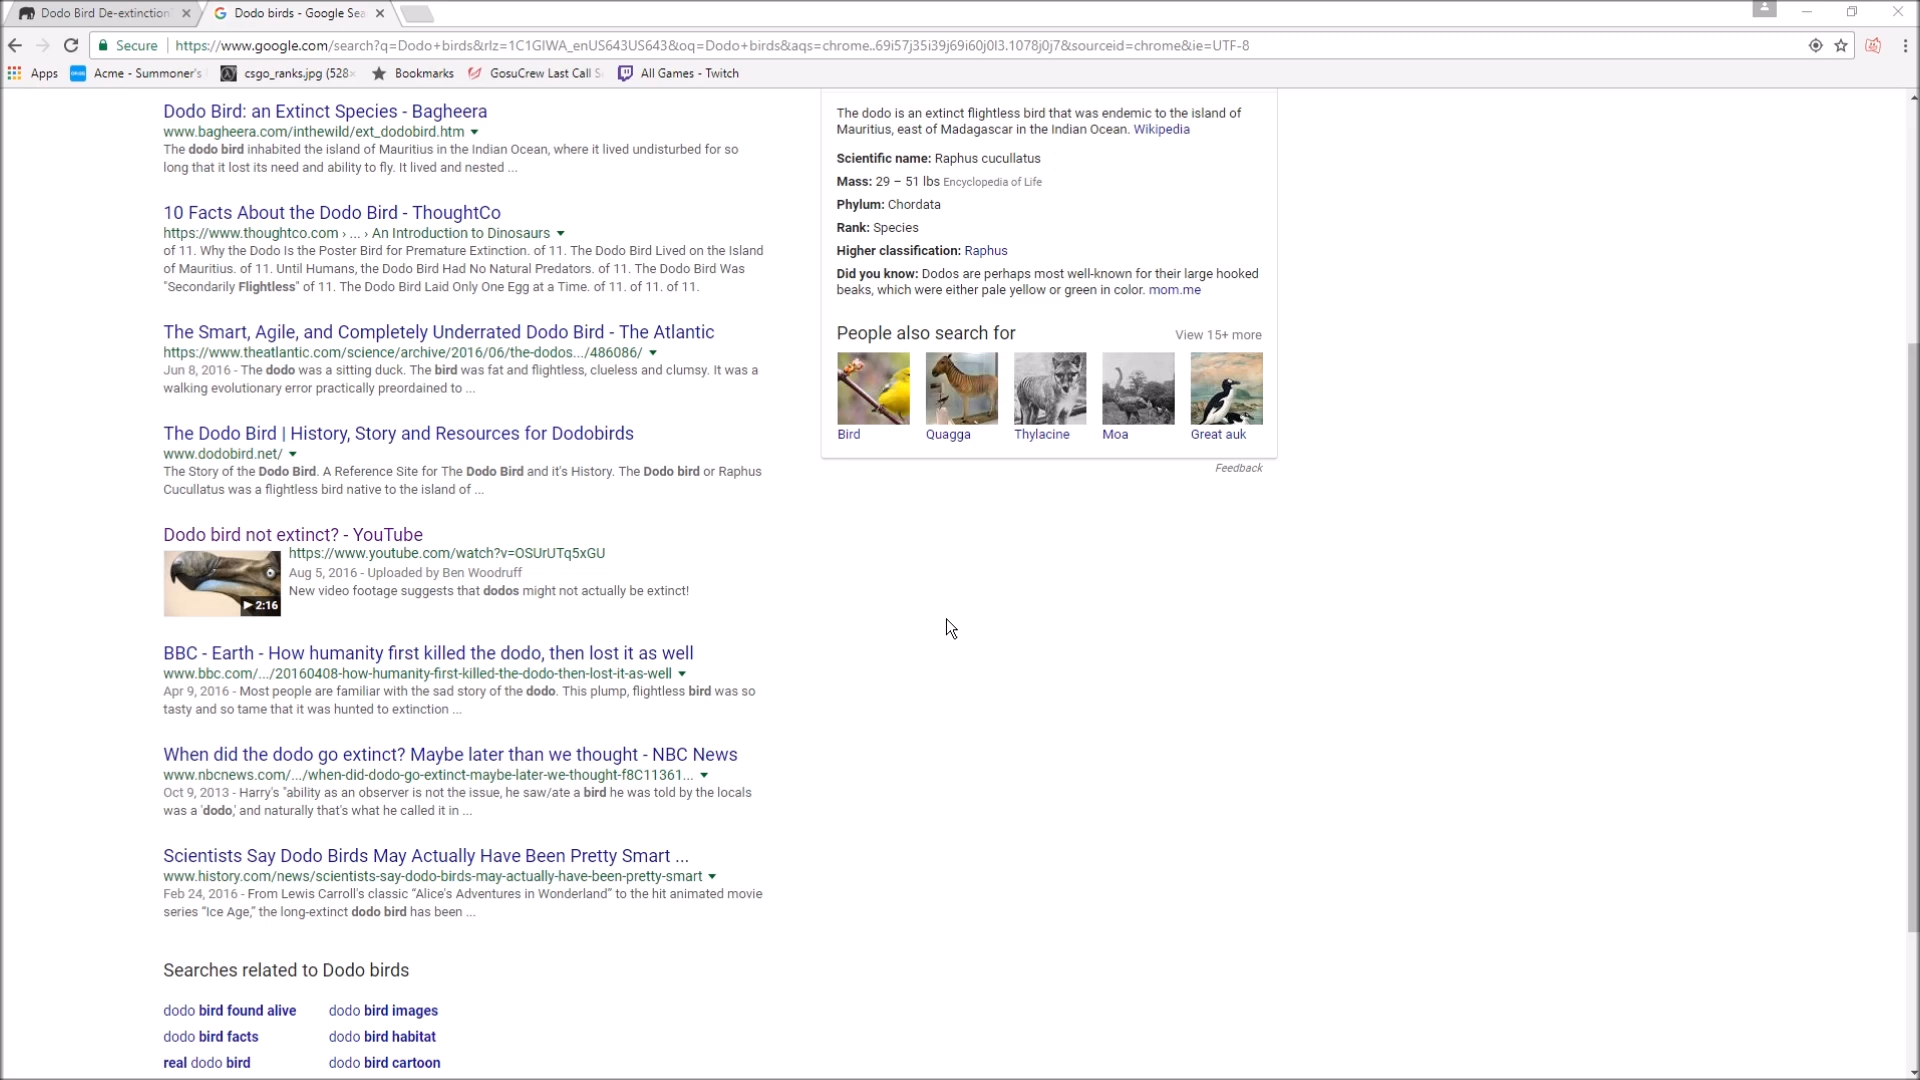 Dodo Bird De-extinction
Dodo birds - Google Sea
Secure
https://www.google.com/search?q=Dodo+birds&rlz=1C1GIWA_enUS643US643&oq=Dodo+birds&aqs=chrome..69i57j35i39j69i60j0l3.1078j0j7&sourceid=chrome&ie=UTF-8
Apps
Acme - Summoner's
csgo_ranks.jpg (528×
Bookmarks
GosuCrew Last Call S
All Games - Twitch
Dodo Bird: an Extinct Species - Bagheera
www.bagheera.com/inthewild/ext_dodobird.htm
The dodo bird inhabited the island of Mauritius in the Indian Ocean, where it lived undisturbed for so
long that it lost its need and ability to fly. It lived and nested ...
10 Facts About the Dodo Bird - ThoughtCo
https://www.thoughtco.com › ... › An Introduction to Dinosaurs
of 11. Why the Dodo Is the Poster Bird for Premature Extinction. of 11. The Dodo Bird Lived on the Island
of Mauritius. of 11. Until Humans, the Dodo Bird Had No Natural Predators. of 11. The Dodo Bird Was
"Secondarily Flightless" of 11. The Dodo Bird Laid Only One Egg at a Time. of 11. of 11. of 11.
The Smart, Agile, and Completely Underrated Dodo Bird - The Atlantic
https://www.theatlantic.com/science/archive/2016/06/the-dodos.../486086/
Jun 8, 2016 - The dodo was a sitting duck. The bird was fat and flightless, clueless and clumsy. It was a
walking evolutionary error practically preordained to ...
The Dodo Bird | History, Story and Resources for Dodobirds
www.dodobird.net/
The Story of the Dodo Bird. A Reference Site for The Dodo Bird and it's History. The Dodo bird or Raphus
Cucullatus was a flightless bird native to the island of ...
Dodo bird not extinct? - YouTube
2:16
https://www.youtube.com/watch?v=OSUrUTq5xGU
Aug 5, 2016 - Uploaded by Ben Woodruff
New video footage suggests that dodos might not actually be extinct!
BBC - Earth - How humanity first killed the dodo, then lost it as well
www.bbc.com/.../20160408-how-humanity-first-killed-the-dodo-then-lost-it-as-well
Apr 9, 2016 - Most people are familiar with the sad story of the dodo. This plump, flightless bird was so
tasty and so tame that it was hunted to extinction ...
When did the dodo go extinct? Maybe later than we thought - NBC News
www.nbcnews.com/.../when-did-dodo-go-extinct-maybe-later-we-thought-f8C11361...
Oct 9, 2013 - Harry's "ability as an observer is not the issue, he saw/ate a bird he was told by the locals
was a 'dodo,' and naturally that's what he called it in ...
Scientists Say Dodo Birds May Actually Have Been Pretty Smart ...
www.history.com/news/scientists-say-dodo-birds-may-actually-have-been-pretty-smart
Feb 24, 2016 - From Lewis Carroll's classic “Alice's Adventures in Wonderland” to the hit animated movie
series “Ice Age,” the long-extinct dodo bird has been ...
Searches related to Dodo birds
dodo bird found alive
dodo bird images
dodo bird facts
dodo bird habitat
real dodo bird
dodo bird cartoon
The dodo is an extinct flightless bird that was endemic to the island of
Mauritius, east of Madagascar in the Indian Ocean. Wikipedia
Scientific name: Raphus cucullatus
Mass: 29 – 51 lbs Encyclopedia of Life
Phylum: Chordata
Rank: Species
Higher classification: Raphus
Did you know: Dodos are perhaps most well-known for their large hooked
beaks, which were either pale yellow or green in color. mom.me
People also search for
View 15+ more
Bird
Quagga
Thylacine
Moa
Great auk
Feedback